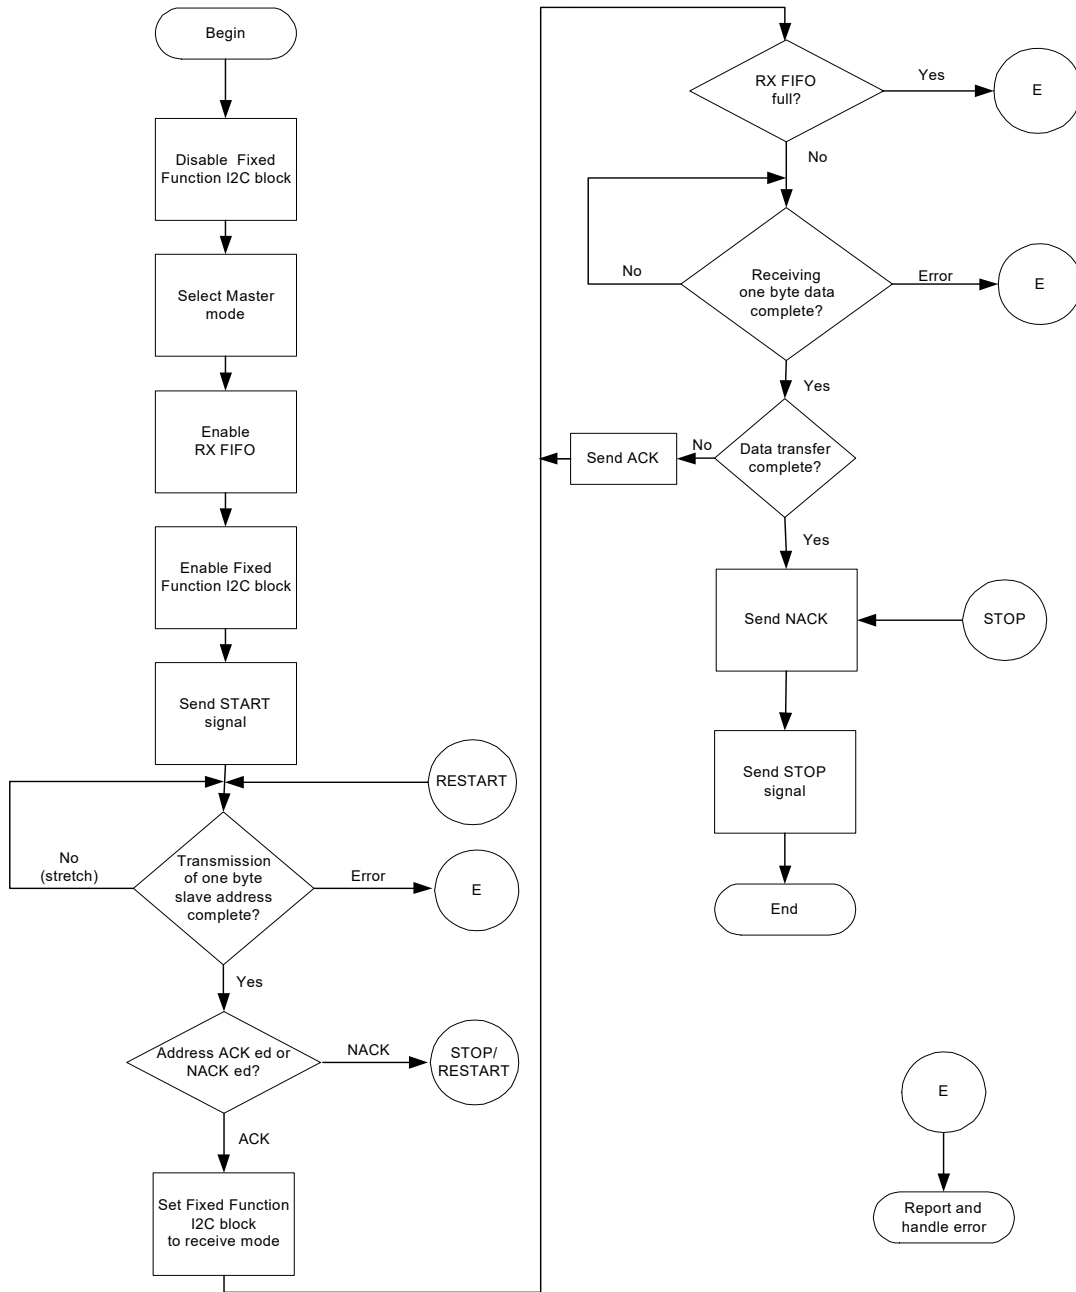 Begin
Disable Fixed
Function I2C block
Select Master
mode
Enable
RX FIFO
Enable Fixed
Function I2C block
Send START
signal
RESTART
No
(stretch)
Transmission
of one byte
slave address
complete?
Error
E
Yes
Address ACK ed or
NACK ed?
NACK
STOP/
RESTART
ACK
Set Fixed Function
I2C block
to receive mode
RX FIFO
full?
Yes
E
No
No
Receiving
one byte data
complete?
Error
E
Yes
Send ACK
No
Data transfer
complete?
Yes
Send NACK
STOP
Send STOP
signal
End
E
Report and
handle error